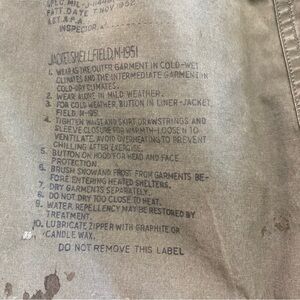 SPEC. MIL-J-
PATT. DATE 7 NOV 1952
INSPECTOR
JACKET, SHELL, FIELD, M-1951
1. WEAR AS THE OUTER GARMENT IN COLD-WET
CLIMATES AND THE INTERMEDIATE GARMENT IN
COLD-DRY CLIMATES.
2. WEAR ALONE IN MILD WEATHER.
3. FOR COLD WEATHER, BUTTON IN LINER-JACKET,
FIELD, M-1951
4. TIGHTEN WAIST AND SKIRT DRAWSTRINGS AND
SLEEVE CLOSURE FOR WARMTH-LOOSEN TO
VENTILATE. AVOID OVERHEATING TO PREVENT
CHILLING AFTER EXERCISE.
5. BUTTON ON HOOD FOR HEAD AND FACE
PROTECTION.
6. BRUSH SNOW AND FROST FROM GARMENTS BE-
FORE ENTERING HEATED SHELTERS.
7. DRY GARMENTS SEPARATELY.
8. DO NOT DRY TOO CLOSE TO HEAT.
9. WATER REPELLENCY MAY BE RESTORED BY
TREATMENT.
10. LUBRICATE ZIPPER WITH GRAPHITE OR
CANDLE WAX.
DO NOT REMOVE THIS LABEL